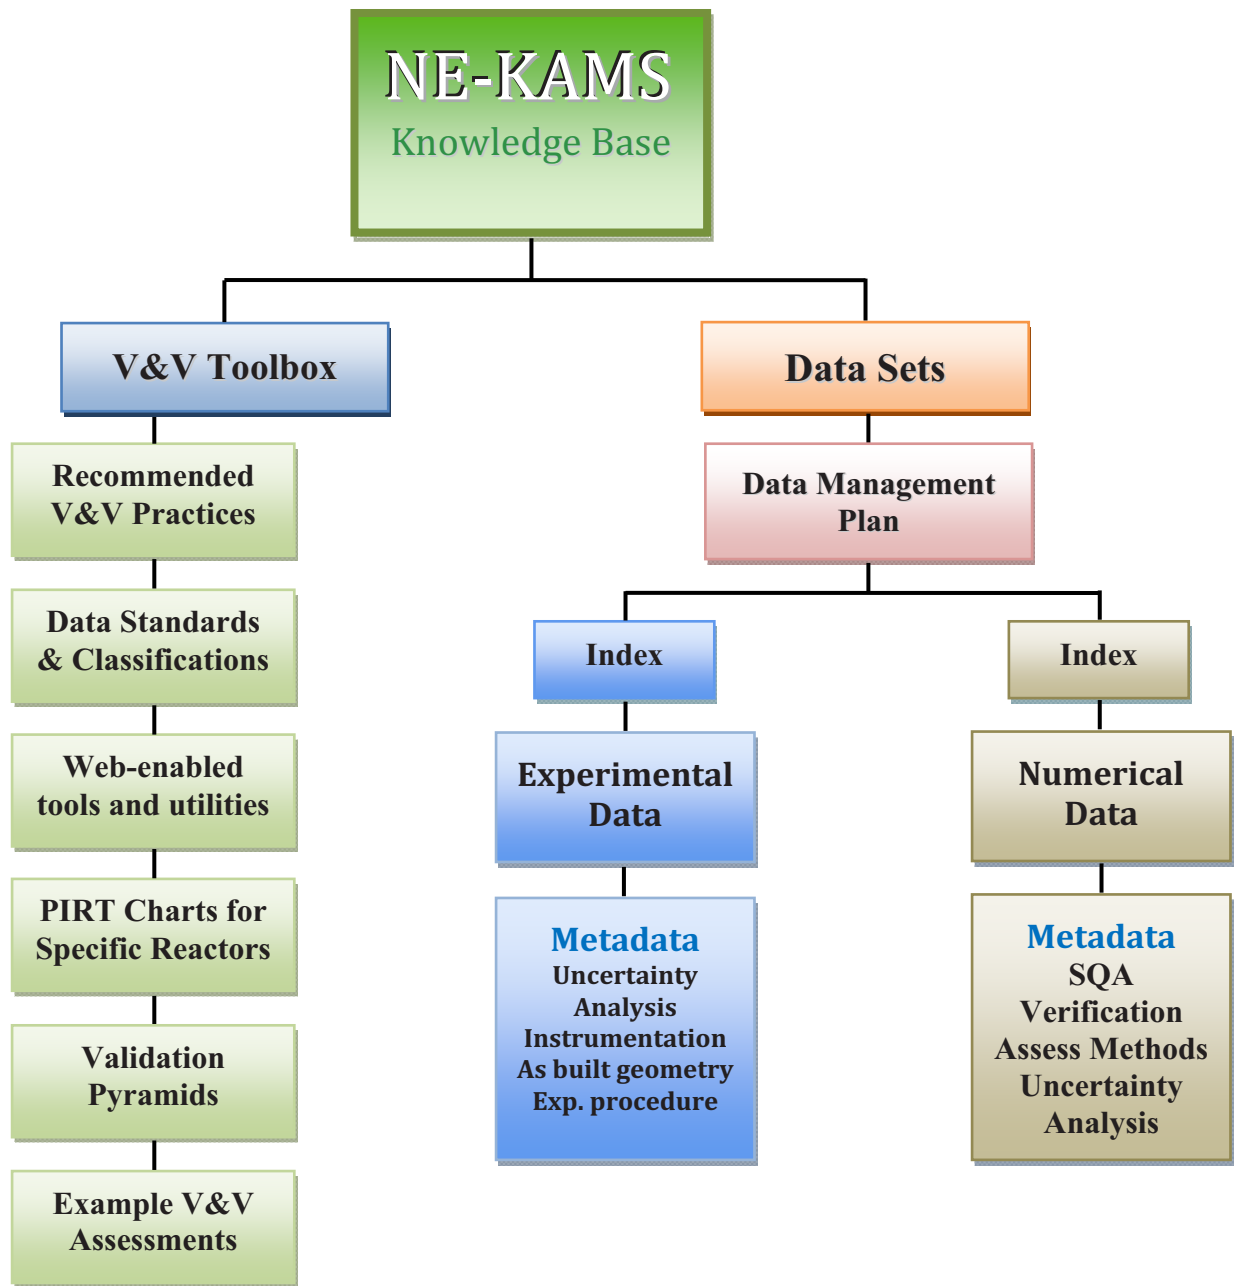 NE-KAMS
Knowledge Base
V&V Toolbox
Recommended
V&V Practices
Data Standards
& Classifications
Web-enabled
tools and utilities
PIRT Charts for
Specific Reactors
Validation
Pyramids
Example V&V
Assessments
Data Sets
Data Management
Plan
Index
Experimental
Data
Metadata
Uncertainty
Analysis
Instrumentation
As built geometry
Exp. procedure
Index
Numerical
Data
Metadata
SQA
Verification
Assess Methods
Uncertainty
Analysis